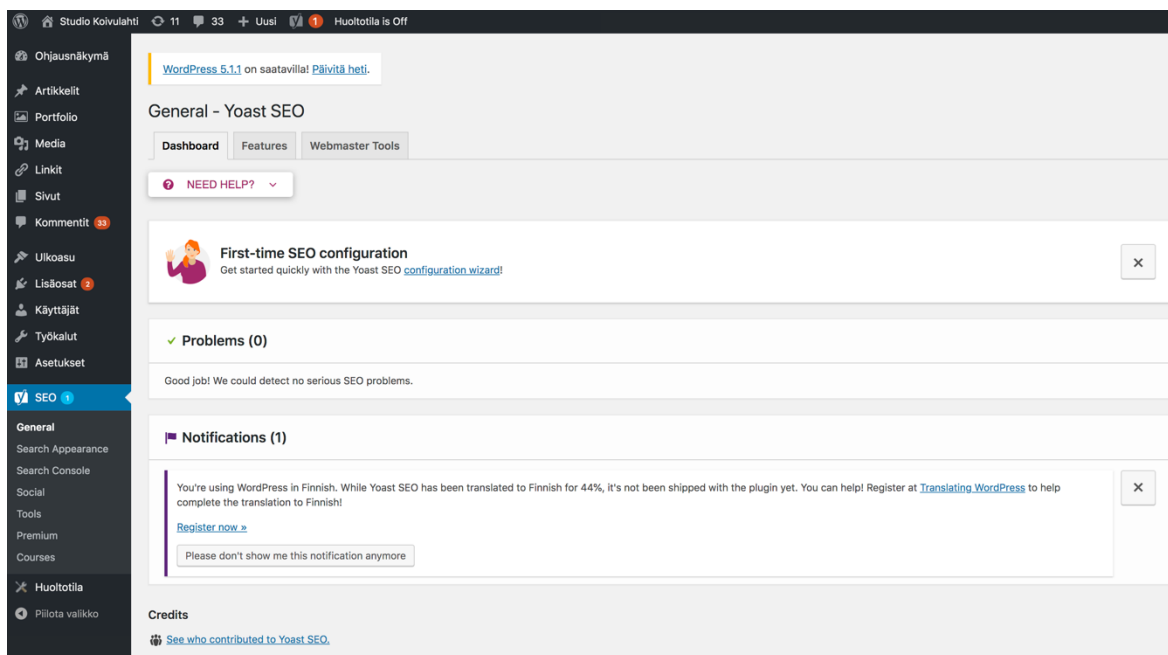 Studio Koivulahti 11 33 + Uusi 1 Huoltotila is Off
Ohjausnäkymä
Artikkelit
Portfolio
Media
Linkit
Sivut
Kommentit 33
Ulkoasu
Lisäosat 2
Käyttäjät
Työkalut
Asetukset
SEO 1
General
Search Appearance
Search Console
Social
Tools
Premium
Courses
Huoltotila
Piilota valikko
WordPress 5.1.1 on saatavilla! Päivitä heti.
General - Yoast SEO
Dashboard Features Webmaster Tools
NEED HELP?
First-time SEO configuration
Get started quickly with the Yoast SEO configuration wizard!
Problems (0)
Good job! We could detect no serious SEO problems.
Notifications (1)
You're using WordPress in Finnish. While Yoast SEO has been translated to Finnish for 44%, it's not been shipped with the plugin yet. You can help! Register at Translating WordPress to help
complete the translation to Finnish!
Register now »
Please don't show me this notification anymore
Credits
See who contributed to Yoast SEO.